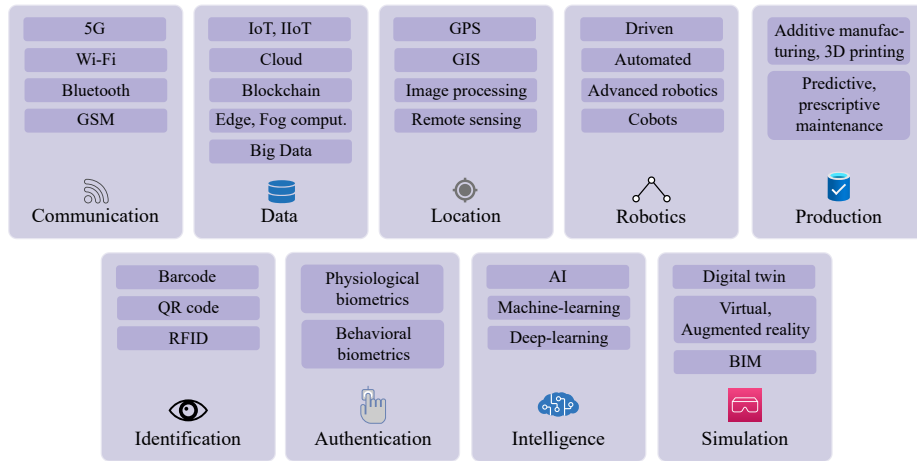 5G
Wi-Fi
Bluetooth
GSM
Communication
IoT, IIoT
Cloud
Blockchain
Edge, Fog comput.
Big Data
Data
GPS
GIS
Image processing
Remote sensing
Location
Driven
Automated
Advanced robotics
Cobots
Robotics
Additive manufac-
turing, 3D printing
Predictive,
prescriptive
maintenance
Production
Barcode
QR code
RFID
Identification
Physiological
biometrics
Behavioral
biometrics
Authentication
AI
Machine-learning
Deep-learning
Intelligence
Digital twin
Virtual,
Augmented reality
BIM
Simulation